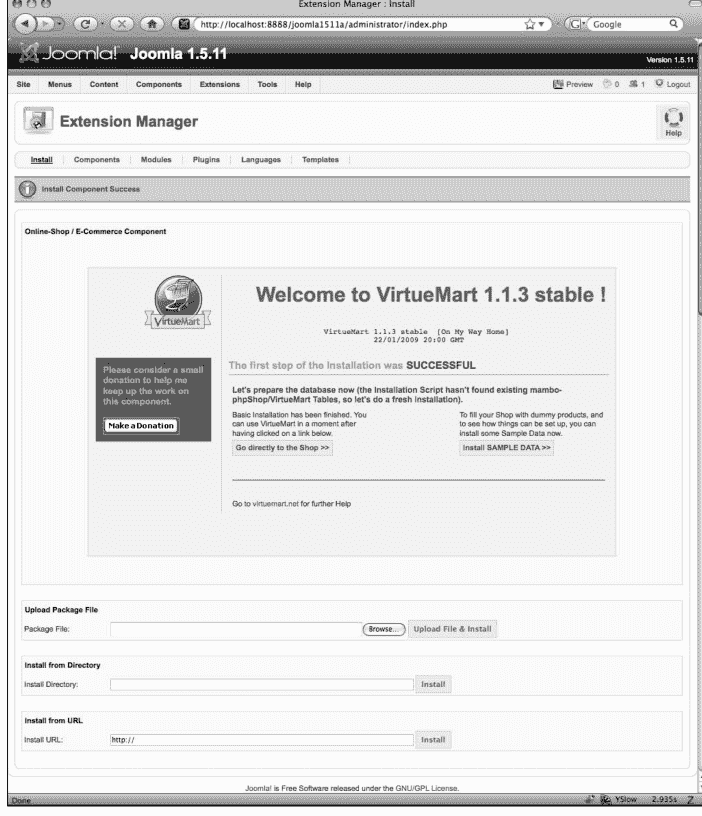 Extension Manager : Install
http://localhost:8888/joomla1511a/administrator/index.php
Google
Joomla! Joomla 1.5.11
Version 1.5.11
Site Menus Content Components Extensions Tools Help
Preview 0 1 Logout
Extension Manager
Help
Install Components Modules Plugins Languages Templates
Install Component Success
Online-Shop / E-Commerce Component
VirtueMart
Welcome to VirtueMart 1.1.3 stable !
VirtueMart 1.1.3 stable [On My Way Home]
22/01/2009 20:00 GMT
Please consider a small
donation to help me
keep up the work on
this component.
Make a Donation
The first step of the Installation was SUCCESSFUL
Let's prepare the database now (the Installation Script hasn't found existing mambo-
phpShop/VirtueMart Tables, so let's do a fresh installation).
Basic Installation has been finished. You
can use VirtueMart in a moment after
having clicked on a link below.
Go directly to the Shop >>
To fill your Shop with dummy products, and
to see how things can be set up, you can
install some Sample Data now.
Install SAMPLE DATA >>
Go to virtuemart.net for further Help
Upload Package File
Package File:
Browse...
Upload File & Install
Install from Directory
Install Directory:
Install
Install from URL
Install URL:
http://
Install
Joomla! is Free Software released under the GNU/GPL License.
Done
YSlow 2.935s